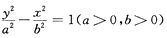 y²/a² − x²/b² = 1(a＞0,b＞0)